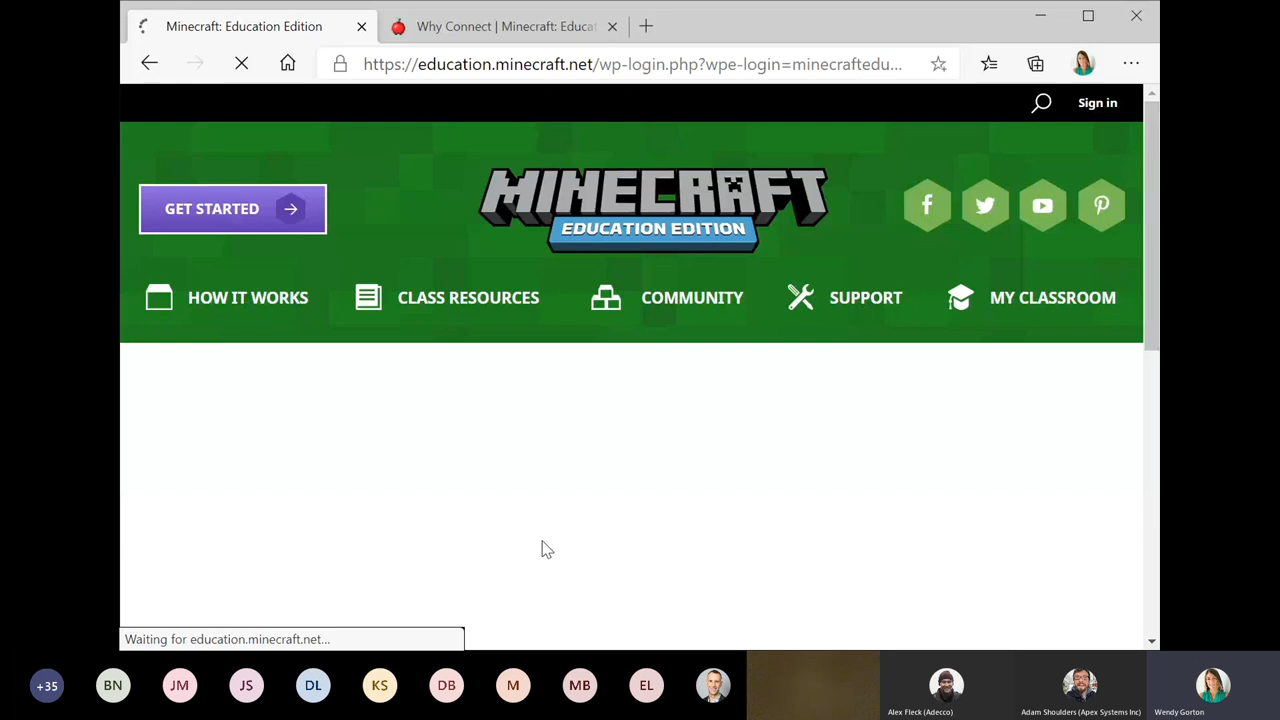 Minecraft: Education Edition
Why Connect | Minecraft: Educat
https://education.minecraft.net/wp-login.php?wpe-login=minecraftedu...
Sign in
GET STARTED
MINECRAFT
EDUCATION EDITION
HOW IT WORKS
CLASS RESOURCES
COMMUNITY
SUPPORT
MY CLASSROOM
Waiting for education.minecraft.net...
+35
BN
JM
JS
DL
KS
DB
M
MB
EL
Alex Fleck (Adecco)
Adam Shoulders (Apex Systems Inc)
Wendy Gorton